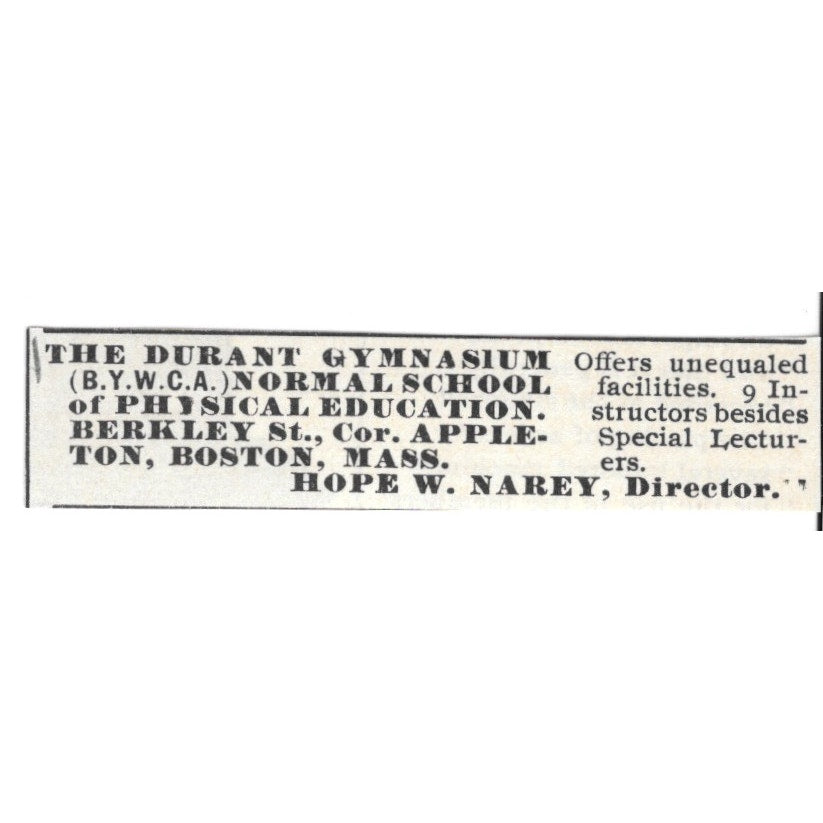 THE DURANT GYMNASIUM
(B.Y.W.C.A.) NORMAL SCHOOL
of PHYSICAL EDUCATION.
BERKLEY St., Cor. APPLE-
TON, BOSTON, MASS.
Offers unequaled
facilities. 9 In-
structors besides
Special Lectur-
ers.
HOPE W. NAREY, Director.